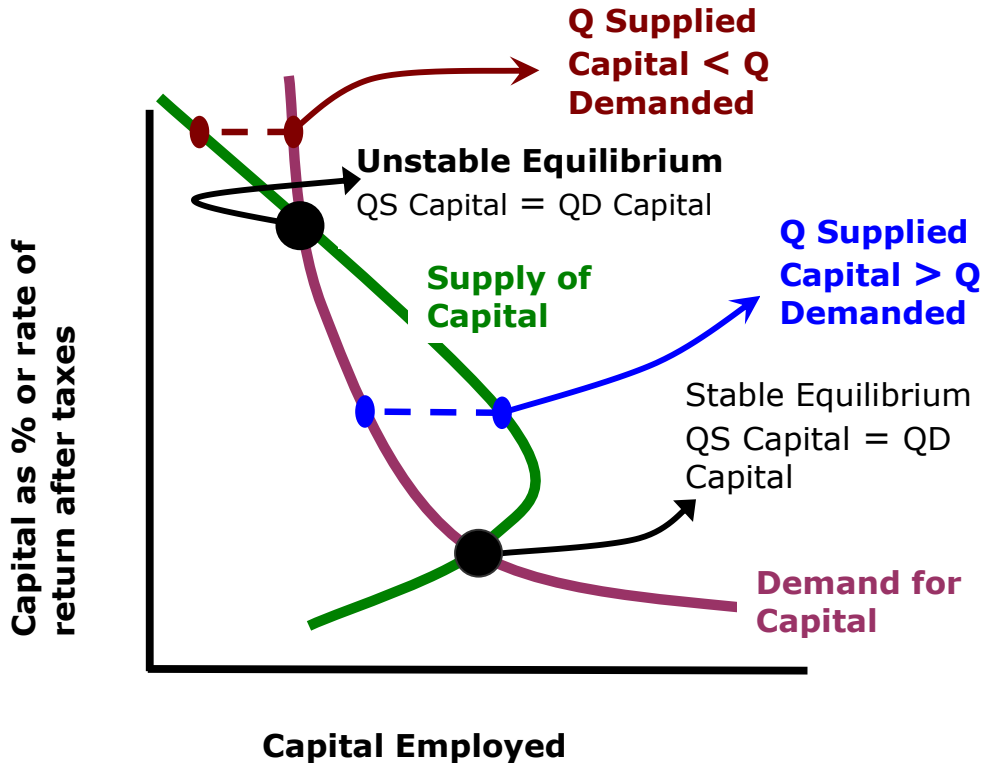 Q Supplied
Capital < Q
Demanded
Unstable Equilibrium
QS Capital = QD Capital
Q Supplied
Capital > Q
Demanded
Supply of
Capital
Stable Equilibrium
QS Capital = QD
Capital
Capital as % or rate of
return after taxes
Demand for
Capital
Capital Employed